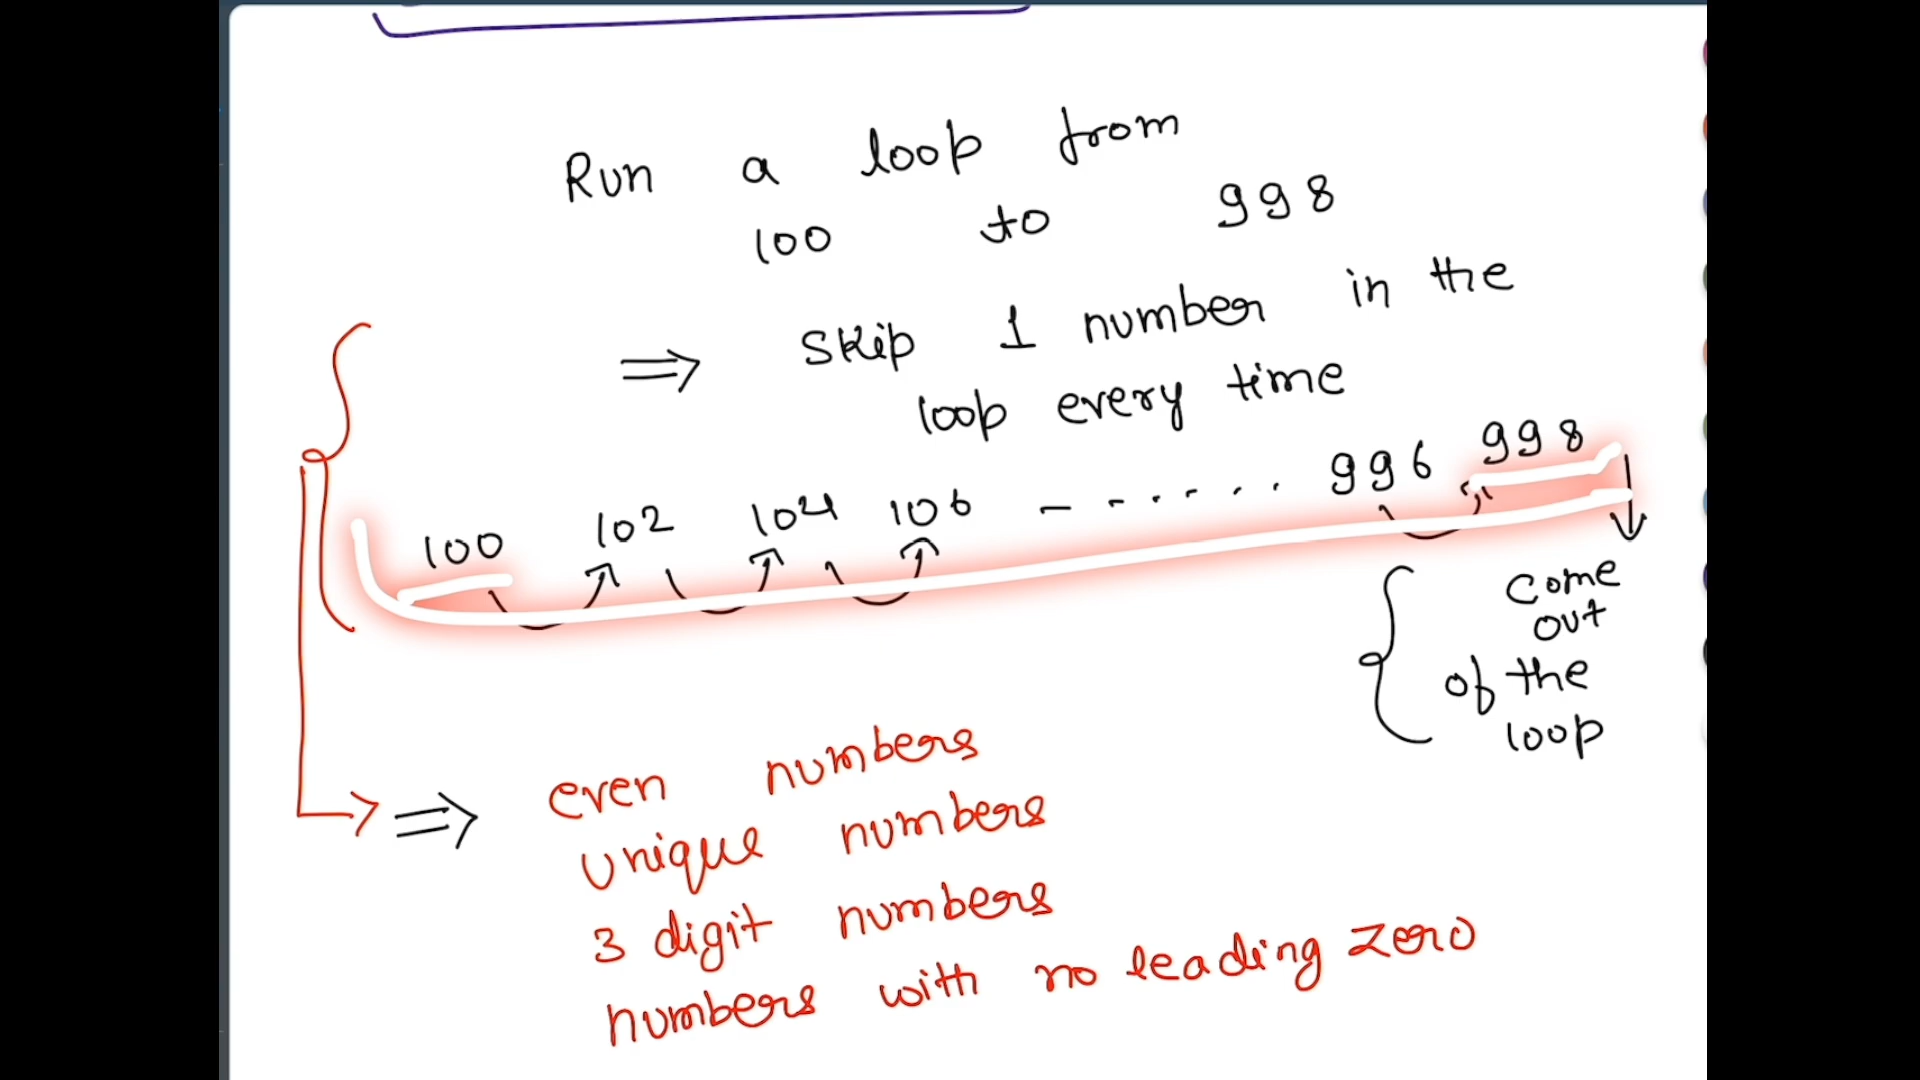 Run a loop from
100 to 998
⇒ Skip 1 number in the
loop every time
100 102 104 106 - - . . . . . 996 998
Come
out
of the
loop
⇒ even numbers
unique numbers
3 digit numbers
numbers with no leading zero